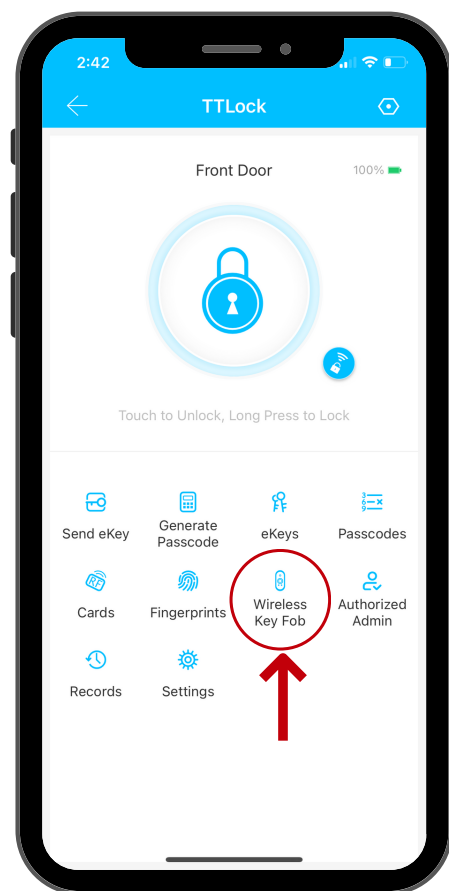 2:42
TTLock
Front Door
100%
Touch to Unlock, Long Press to Lock
Send eKey
Generate
Passcode
eKeys
Passcodes
Cards
Fingerprints
Wireless
Key Fob
Authorized
Admin
Records
Settings